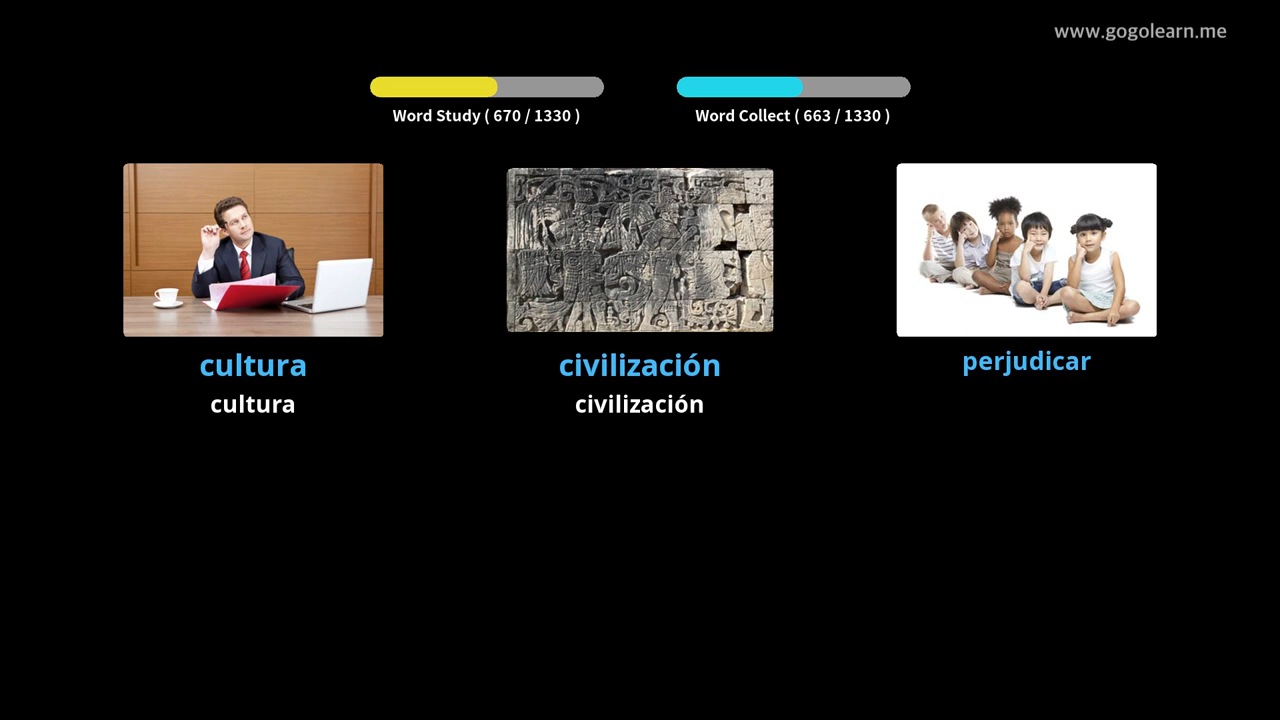 www.gogolearn.me
Word Study ( 670 / 1330 )
Word Collect ( 663 / 1330 )
cultura
cultura
civilización
civilización
perjudicar